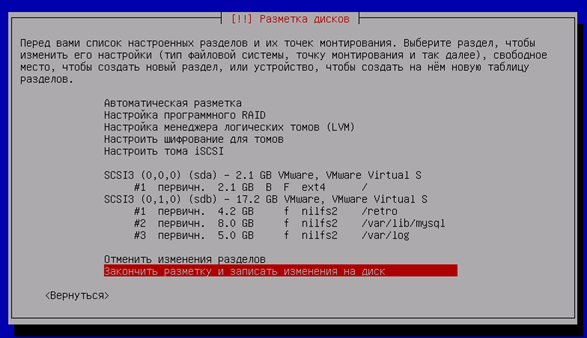 [!!] Разметка дисков
Перед вами список настроенных разделов и их точек монтирования. Выберите раздел, чтобы
изменить его настройки (тип файловой системы, точку монтирования и так далее), свободное
место, чтобы создать новый раздел, или устройство, чтобы создать на нём новую таблицу
разделов.
Автоматическая разметка
Настройка программного RAID
Настройка менеджера логических томов (LVM)
Настроить шифрование для томов
Настроить тома iSCSI
SCSI3 (0,0,0) (sda) - 2.1 GB VMware, VMware Virtual S
#1 первичн. 2.1 GB B F ext4 /
SCSI3 (0,1,0) (sdb) - 17.2 GB VMware, VMware Virtual S
#1 первичн. 4.2 GB f nilfs2 /retro
#2 первичн. 8.0 GB f nilfs2 /var/lib/mysql
#3 первичн. 5.0 GB f nilfs2 /var/log
Отменить изменения разделов
Закончить разметку и записать изменения на диск
<Вернуться>